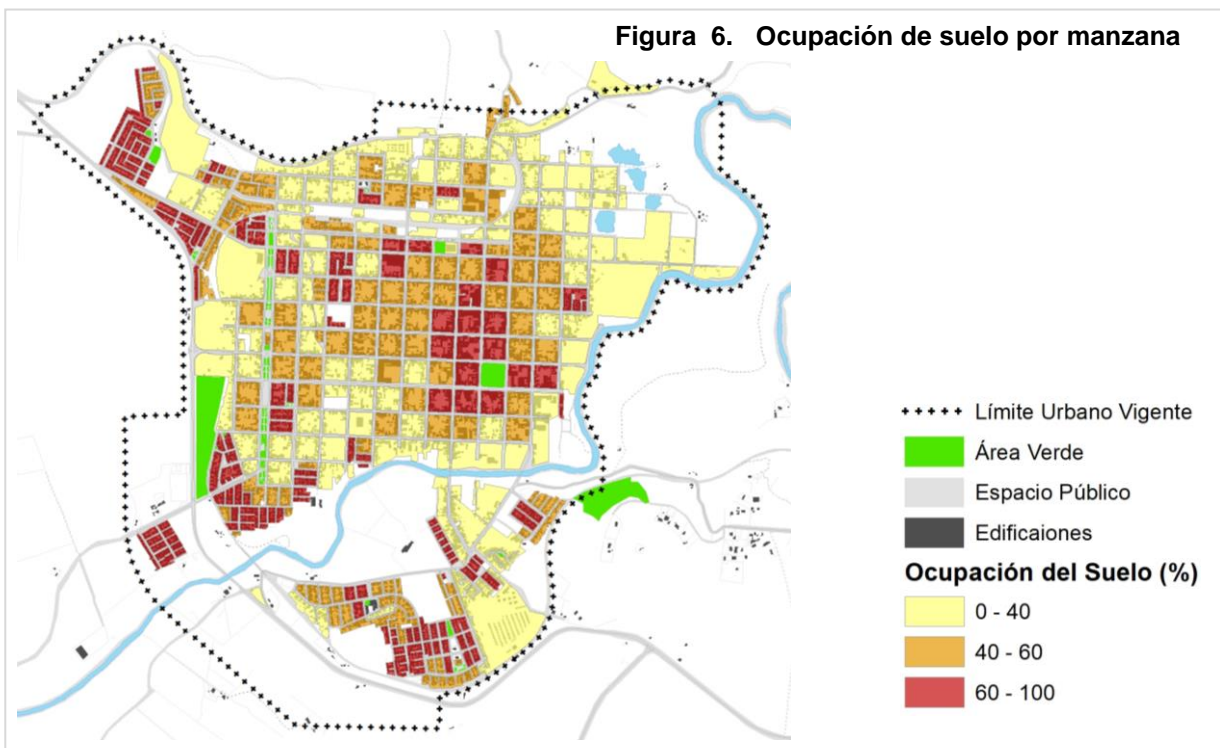 Figura 6. Ocupación de suelo por manzana
Límite Urbano Vigente
Área Verde
Espacio Público
Edificaiones
Ocupación del Suelo (%)
0 - 40
40 - 60
60 - 100